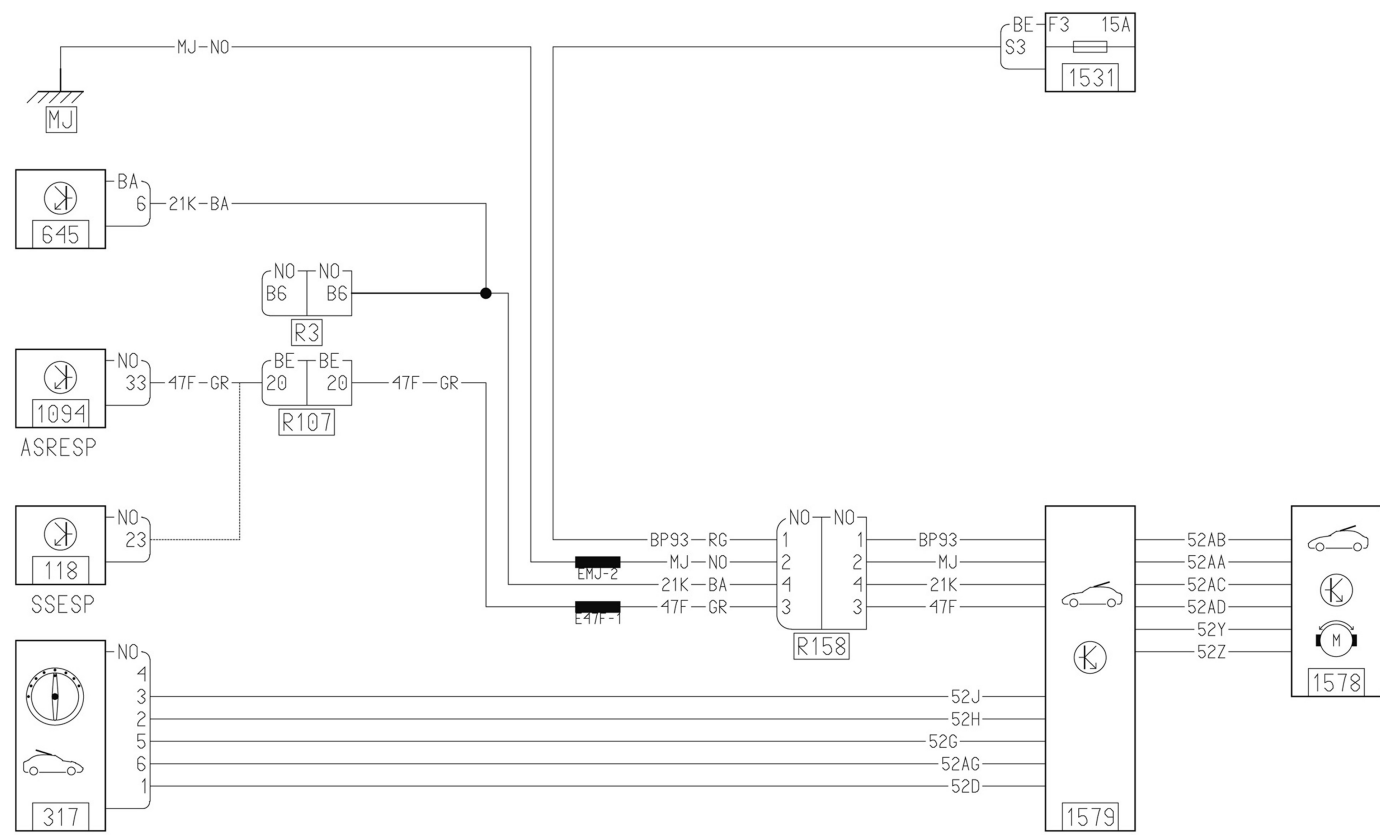 BE F3 15A
MJ-NO S3
1531
MJ
BA
6 21K-BA
645
NO NO
B6 B6
R3
NO BE BE
33 47F-GR 20 20 47F-GR
1094 R107
ASRESP
NO NO NO
23 BP93-RG 1 1 BP93 52AB
EMJ-2 MJ-NO 2 2 MJ 52AA
118 21K-BA 4 4 21K 52AC
SSESP E47F-1 47F-GR 3 3 47F 52AD
52Y
M
NO R158 52Z
4 1578
3 52J
2 52H
5 52G
6 52AG
1 52D
317 1579